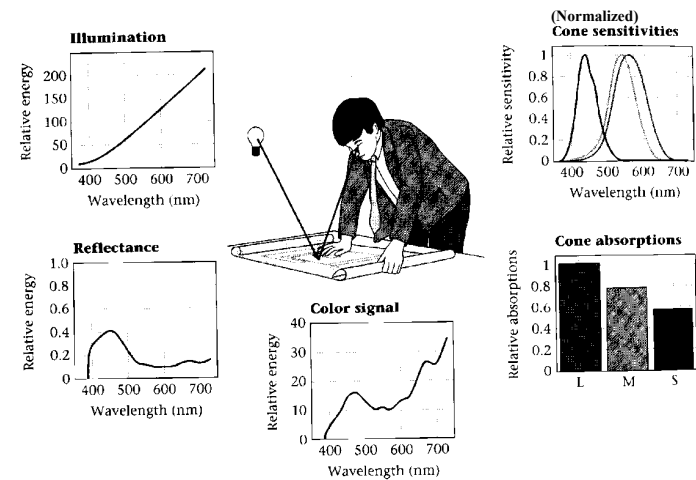 Illumination
Relative energy
200
150
100
50
0
400 500 600 700
Wavelength (nm)
Reflectance
Relative energy
1.0
0.8
0.6
0.4
0.2
0
400 500 600 700
Wavelength (nm)
Color signal
Relative energy
40
30
20
10
0
400 500 600 700
Wavelength (nm)
(Normalized)
Cone sensitivities
Relative sensitivity
1
0.8
0.6
0.4
0.2
0
400 500 600 700
Wavelength (nm)
Cone absorptions
Relative absorptions
1
0.8
0.6
0.4
0.2
0
L M S